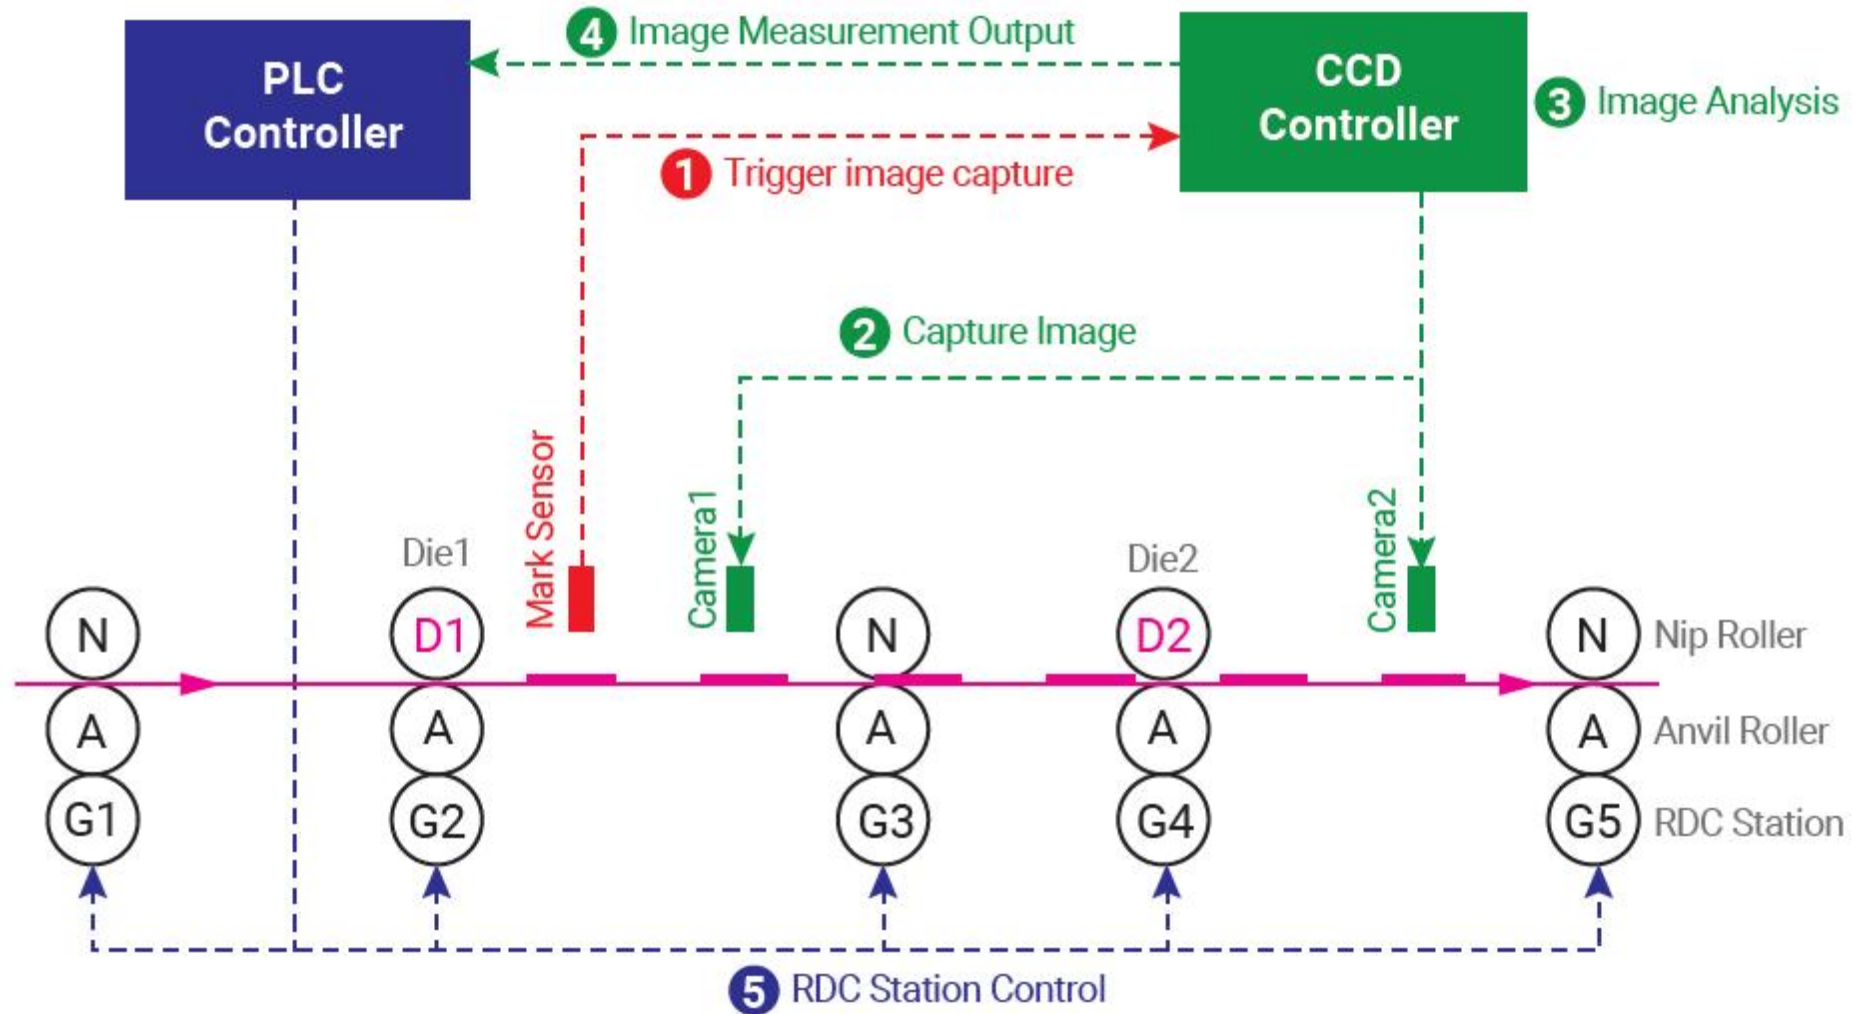 4 Image Measurement Output
PLC
Controller
CCD
Controller
3 Image Analysis
1 Trigger image capture
2 Capture Image
Mark Sensor
Camera1
Camera2
Die1
Die2
N
D1
N
D2
N
Nip Roller
A
A
A
A
A
Anvil Roller
G1
G2
G3
G4
G5
RDC Station
5 RDC Station Control